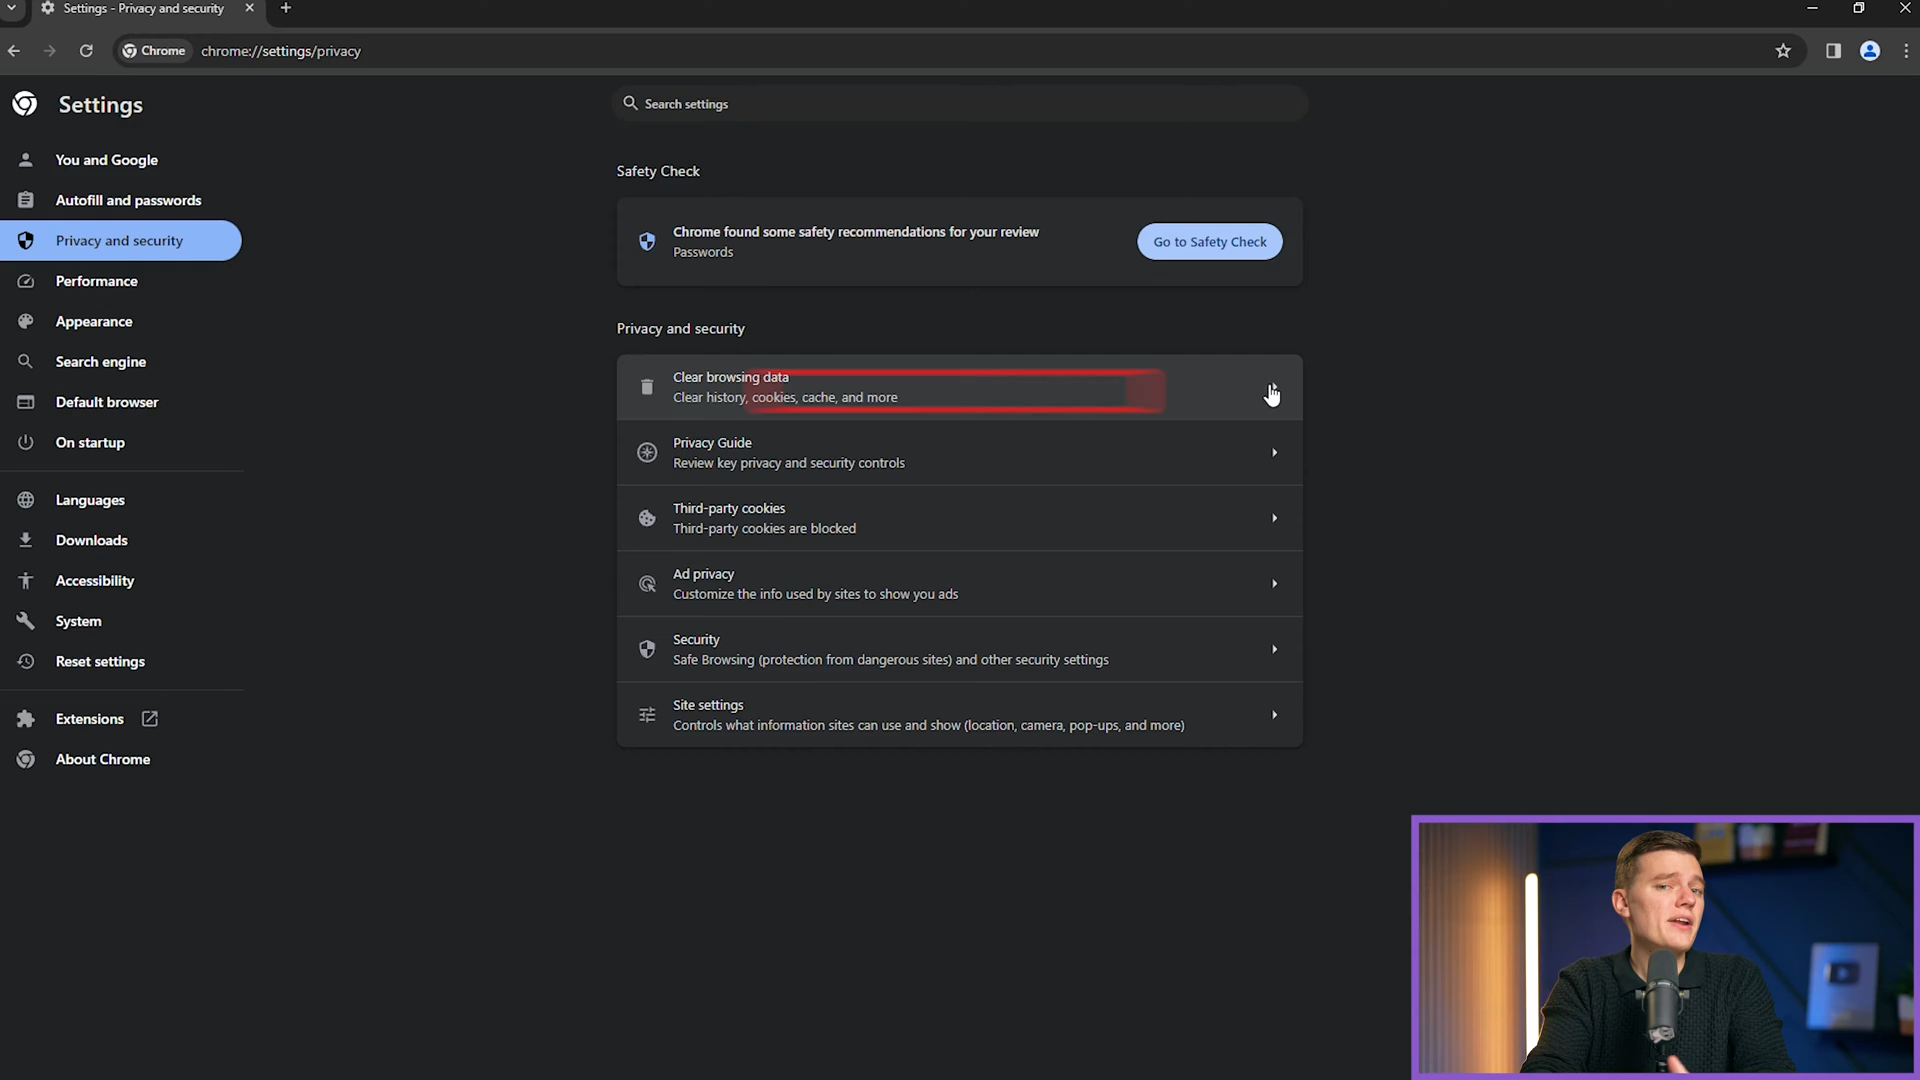 Settings - Privacy and security
Chrome
chrome://settings/privacy
Settings
Search settings
You and Google
Autofill and passwords
Privacy and security
Performance
Appearance
Search engine
Default browser
On startup
Languages
Downloads
Accessibility
System
Reset settings
Extensions
About Chrome
Safety Check
Chrome found some safety recommendations for your review
Passwords
Go to Safety Check
Privacy and security
Clear browsing data
Clear history, cookies, cache, and more
Privacy Guide
Review key privacy and security controls
Third-party cookies
Third-party cookies are blocked
Ad privacy
Customize the info used by sites to show you ads
Security
Safe Browsing (protection from dangerous sites) and other security settings
Site settings
Controls what information sites can use and show (location, camera, pop-ups, and more)